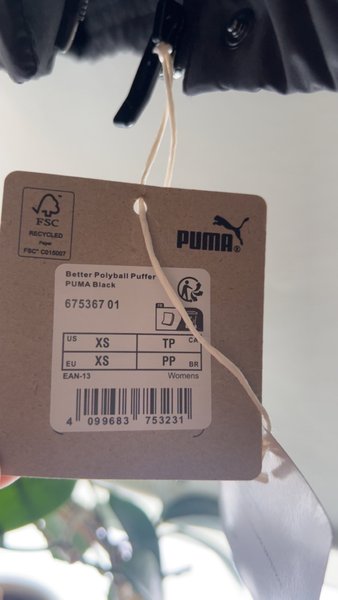 FSC
RECYCLED
Paper
FSC® C015007
PUMA®
Better Polyball Puffer
PUMA Black
675367 01
US XS TP CA
EU XS PP BR
EAN-13 Womens
4 099683 753231